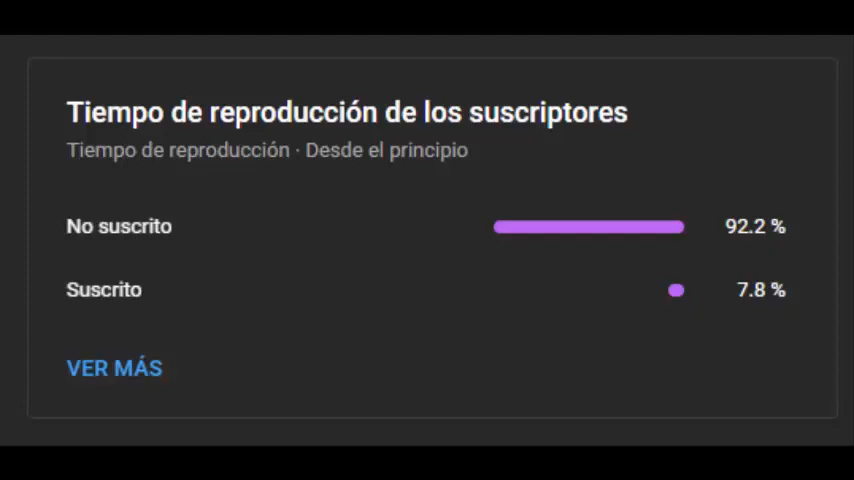 Tiempo de reproducción de los suscriptores
Tiempo de reproducción · Desde el principio
No suscrito 92.2 %
Suscrito 7.8 %
VER MÁS